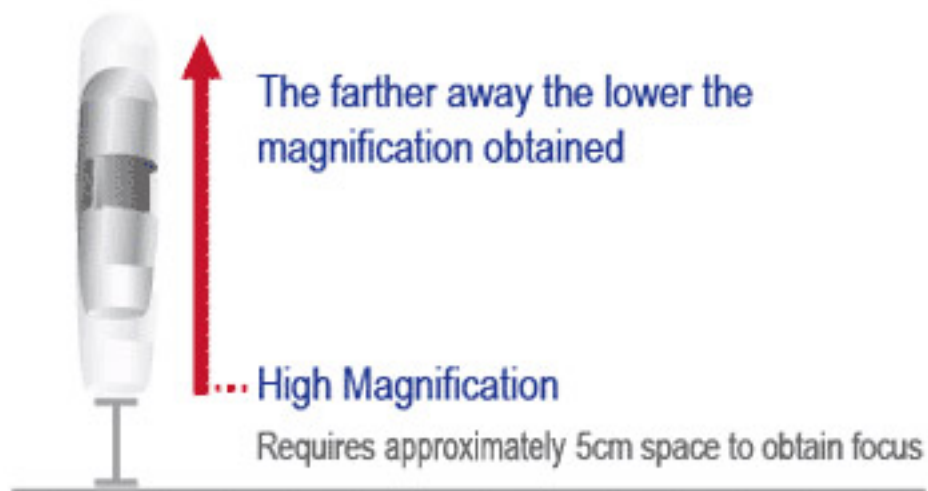 The farther away the lower the
magnification obtained
High Magnification
Requires approximately 5cm space to obtain focus